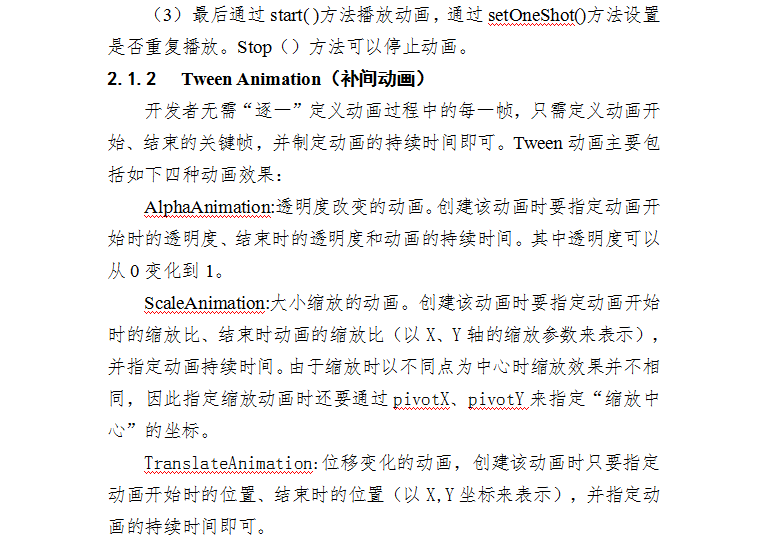 （3）最后通过 start( )方法播放动画，通过 setOneShot()方法设置
是否重复播放。Stop（）方法可以停止动画。
2.1.2 Tween Animation（补间动画）
开发者无需“逐一”定义动画过程中的每一帧，只需定义动画开
始、结束的关键帧，并制定动画的持续时间即可。Tween 动画主要包
括如下四种动画效果：
AlphaAnimation:透明度改变的动画。创建该动画时要指定动画开
始时的透明度、结束时的透明度和动画的持续时间。其中透明度可以
从 0 变化到 1。
ScaleAnimation:大小缩放的动画。创建该动画时要指定动画开始
时的缩放比、结束时动画的缩放比（以 X、Y 轴的缩放参数来表示），
并指定动画持续时间。由于缩放时以不同点为中心时缩放效果并不相
同，因此指定缩放动画时还要通过 pivotX、pivotY 来指定“缩放中
心”的坐标。
TranslateAnimation:位移变化的动画，创建该动画时只要指定
动画开始时的位置、结束时的位置（以 X,Y 坐标来表示），并指定动
画的持续时间即可。